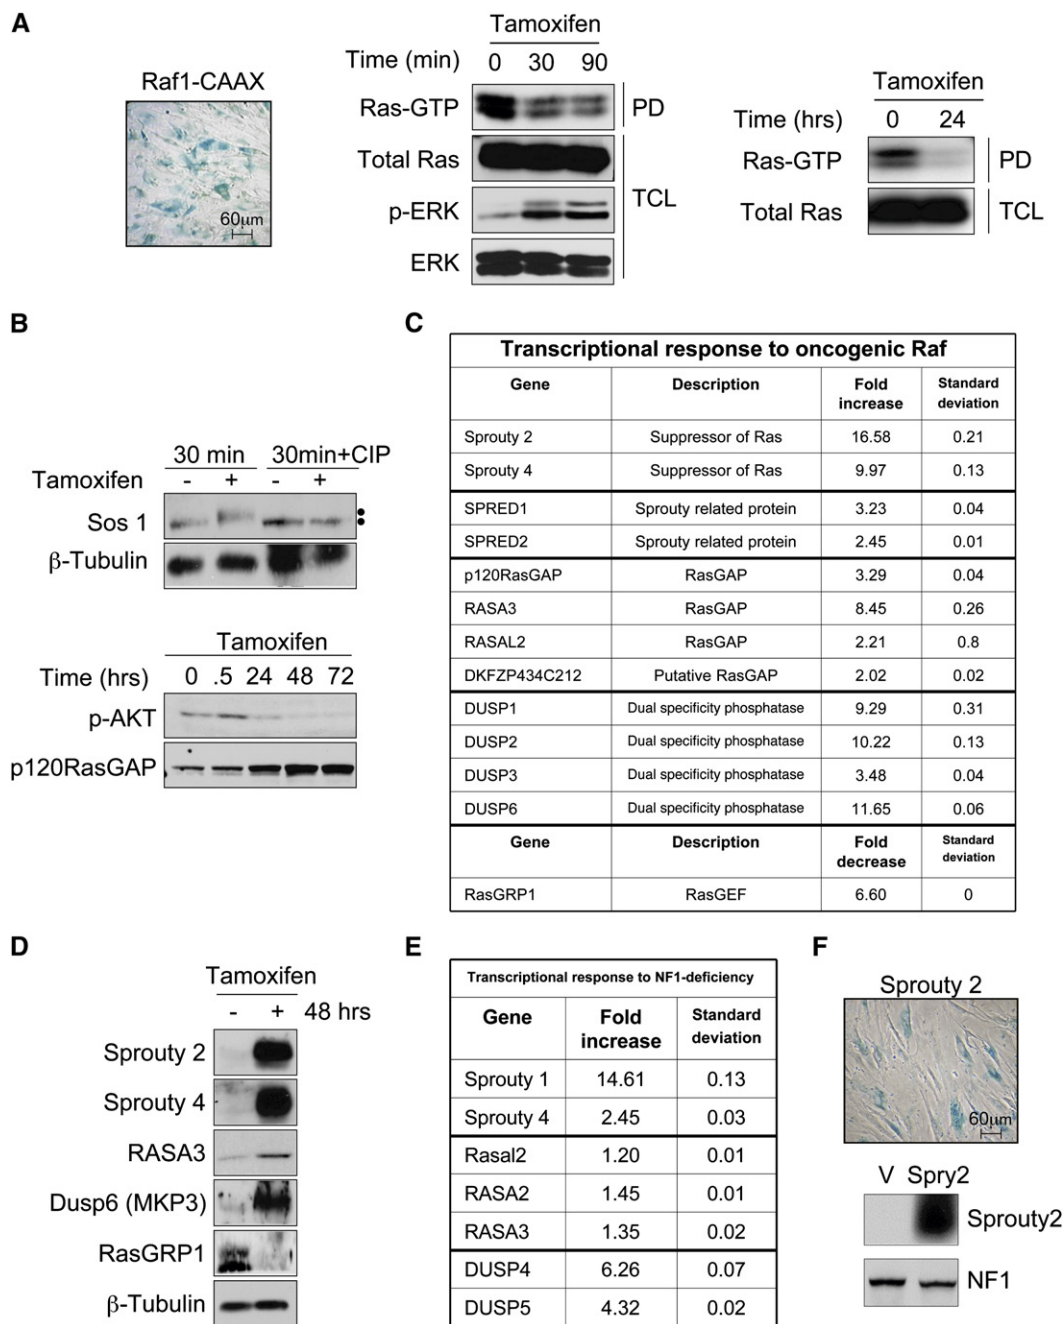 A
Raf1-CAAX
60μm
Tamoxifen
Time (min) 0 30 90
Ras-GTP PD
Total Ras
p-ERK
ERK
TCL
Tamoxifen
Time (hrs) 0 24
Ras-GTP PD
Total Ras TCL
B
30 min 30min+CIP
Tamoxifen - + - +
Sos 1
β-Tubulin
Tamoxifen
Time (hrs) 0 .5 24 48 72
p-AKT
p120RasGAP
C
Transcriptional response to oncogenic Raf
Gene Description Fold increase Standard deviation
Sprouty 2 Suppressor of Ras 16.58 0.21
Sprouty 4 Suppressor of Ras 9.97 0.13
SPRED1 Sprouty related protein 3.23 0.04
SPRED2 Sprouty related protein 2.45 0.01
p120RasGAP RasGAP 3.29 0.04
RASA3 RasGAP 8.45 0.26
RASAL2 RasGAP 2.21 0.8
DKFZP434C212 Putative RasGAP 2.02 0.02
DUSP1 Dual specificity phosphatase 9.29 0.31
DUSP2 Dual specificity phosphatase 10.22 0.13
DUSP3 Dual specificity phosphatase 3.48 0.04
DUSP6 Dual specificity phosphatase 11.65 0.06
Gene Description Fold decrease Standard deviation
RasGRP1 RasGEF 6.60 0
D
Tamoxifen
- + 48 hrs
Sprouty 2
Sprouty 4
RASA3
Dusp6 (MKP3)
RasGRP1
β-Tubulin
E
Transcriptional response to NF1-deficiency
Gene Fold increase Standard deviation
Sprouty 1 14.61 0.13
Sprouty 4 2.45 0.03
Rasal2 1.20 0.01
RASA2 1.45 0.01
RASA3 1.35 0.02
DUSP4 6.26 0.07
DUSP5 4.32 0.02
F
Sprouty 2
60μm
V Spry2
Sprouty2
NF1